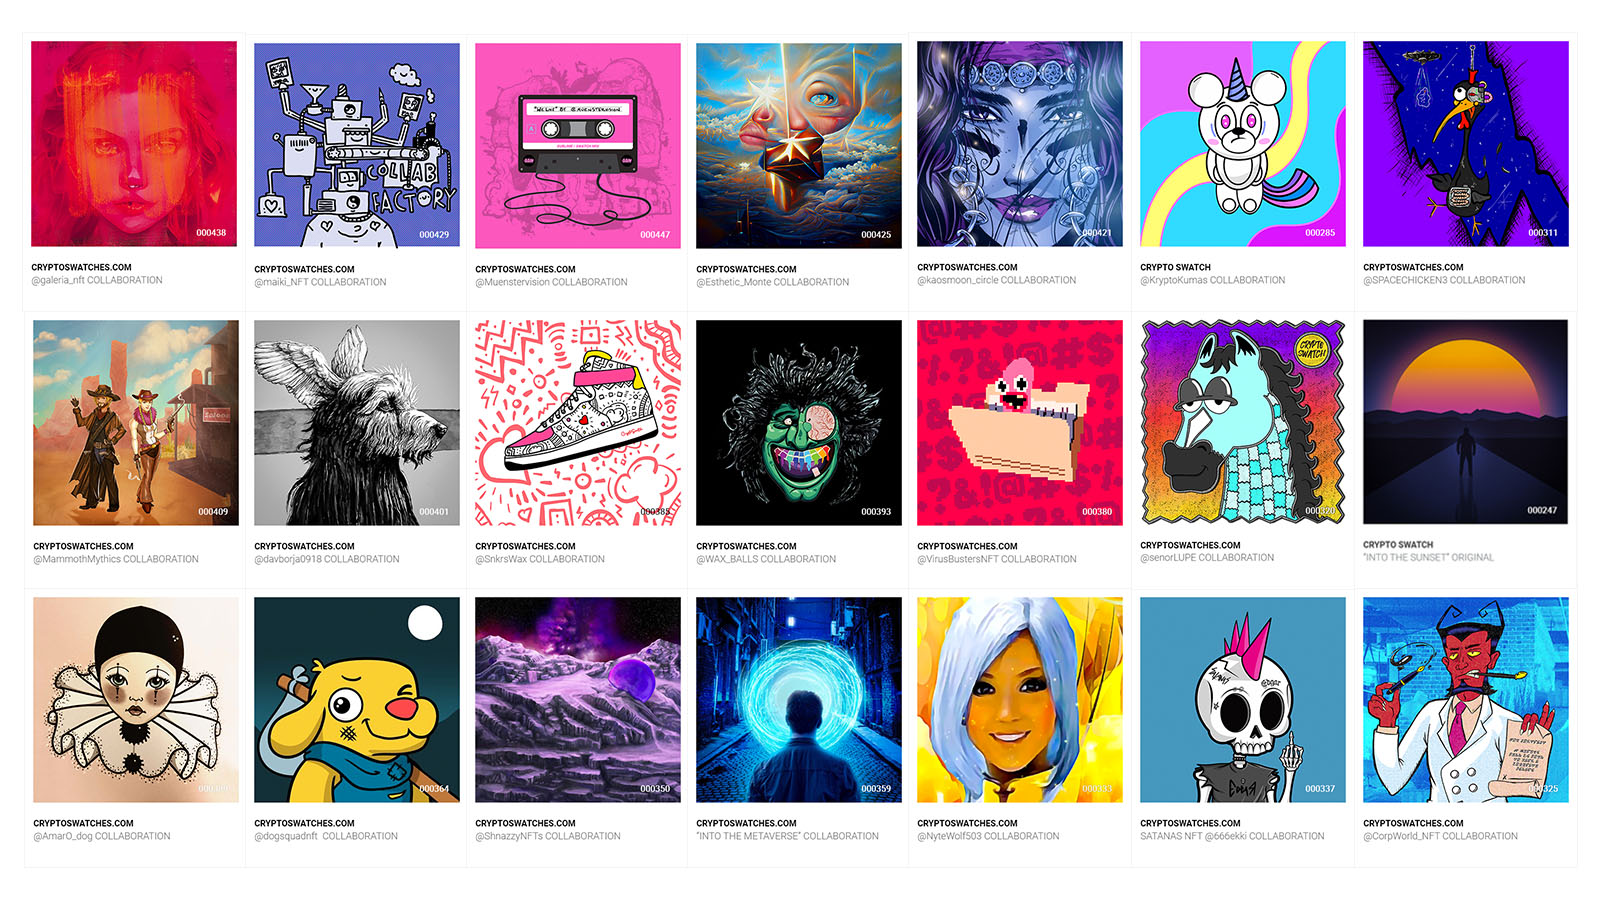 000438
CRYPTOSWATCHES.COM
@galeria_nft COLLABORATION
COLLAB
FACTORY
000429
CRYPTOSWATCHES.COM
@maiki_NFT COLLABORATION
000447
CRYPTOSWATCHES.COM
@Muenstervision COLLABORATION
000425
CRYPTOSWATCHES.COM
@Esthetic_Monte COLLABORATION
000421
CRYPTOSWATCHES.COM
@kaosmoon_circle COLLABORATION
000285
CRYPTO SWATCH
@KryptoKumas COLLABORATION
000311
CRYPTOSWATCHES.COM
@SPACECHICKEN3 COLLABORATION
Saloon
000409
CRYPTOSWATCHES.COM
@MammothMythics COLLABORATION
000401
CRYPTOSWATCHES.COM
@davborja0918 COLLABORATION
000385
CRYPTOSWATCHES.COM
@SnkrsWax COLLABORATION
000393
CRYPTOSWATCHES.COM
@WAX_BALLS COLLABORATION
000380
CRYPTOSWATCHES.COM
@VirusBustersNFT COLLABORATION
CRYPTO
SWATCH
000320
CRYPTOSWATCHES.COM
@senorLUPE COLLABORATION
000247
CRYPTO SWATCH
"INTO THE SUNSET" ORIGINAL
CRYPTOSWATCHES.COM
@AmarO_dog COLLABORATION
000364
CRYPTOSWATCHES.COM
@dogsquadnft COLLABORATION
000350
CRYPTOSWATCHES.COM
@ShnazzyNFTs COLLABORATION
000359
CRYPTOSWATCHES.COM
"INTO THE METAVERSE" COLLABORATION
000333
CRYPTOSWATCHES.COM
@NyteWolf503 COLLABORATION
000337
CRYPTOSWATCHES.COM
SATANAS NFT @666ekki COLLABORATION
000325
CRYPTOSWATCHES.COM
@CorpWorld_NFT COLLABORATION